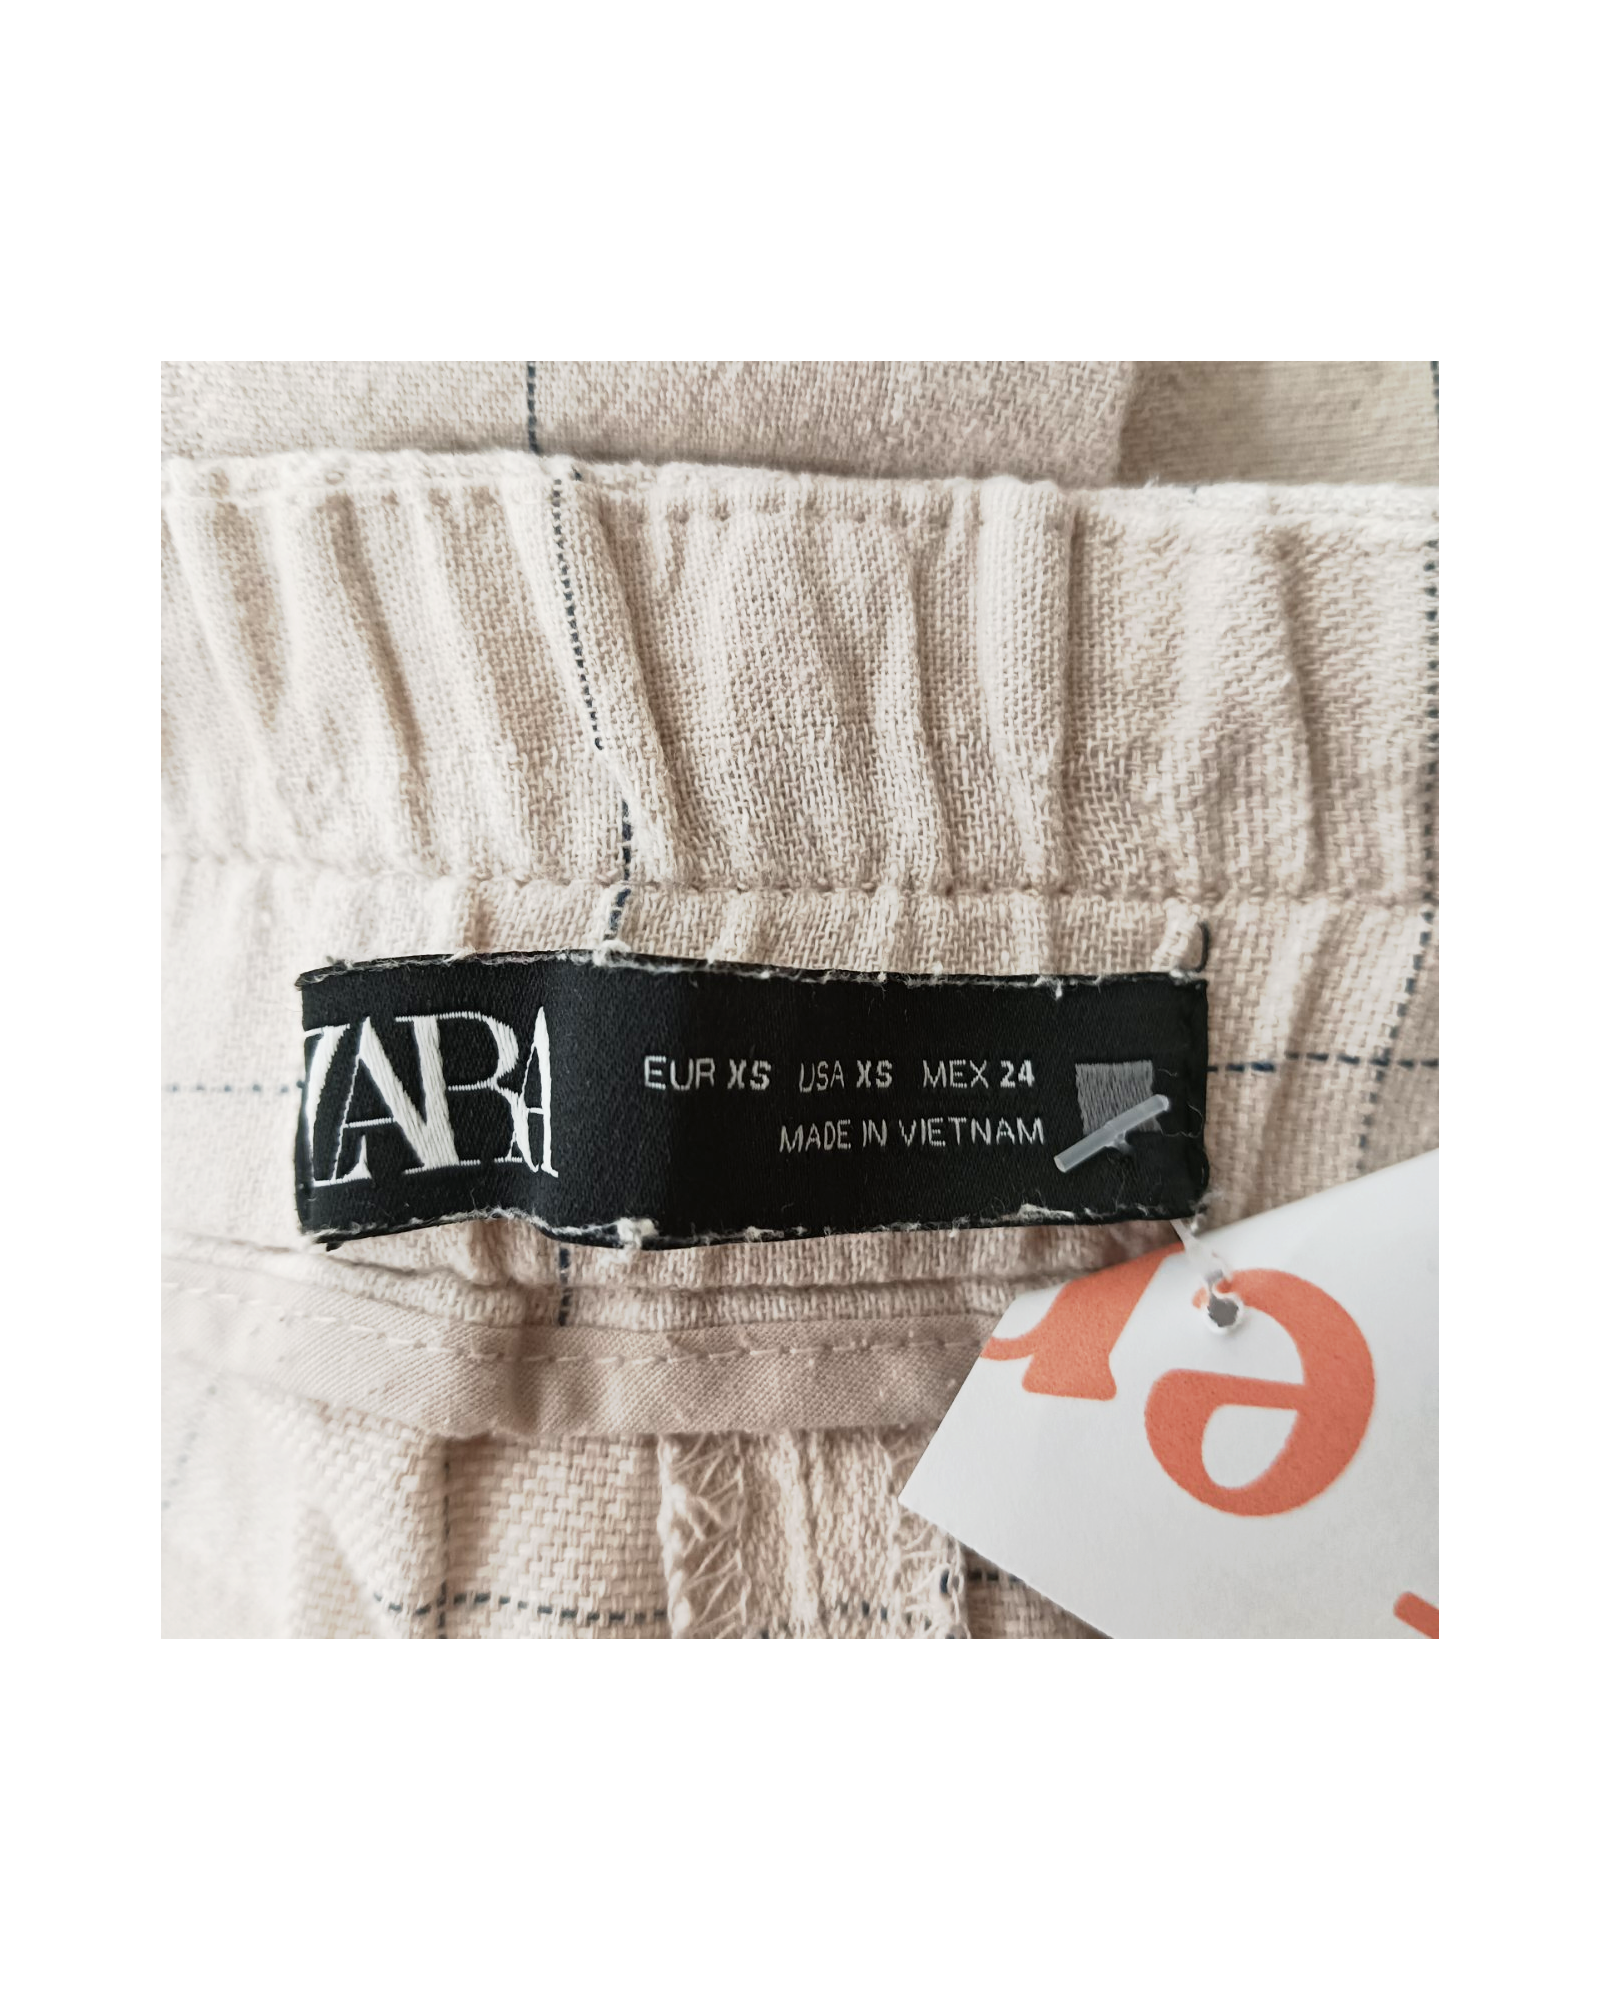 ZARA
EUR XS USA XS MEX 24
MADE IN VIETNAM